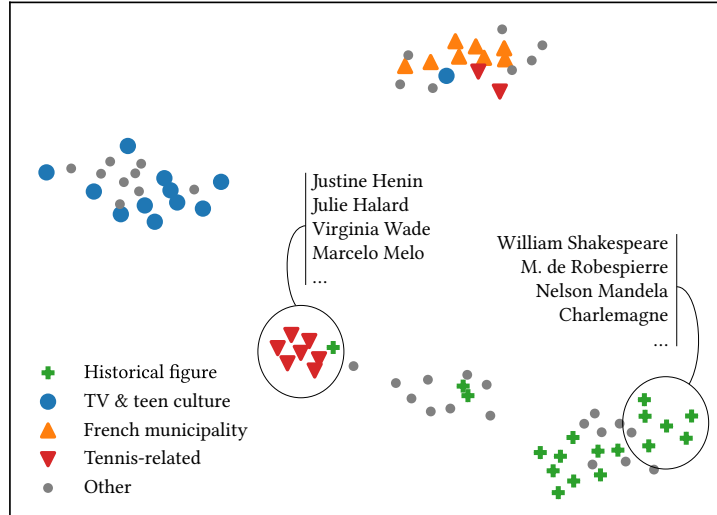 Justine Henin
Julie Halard
Virginia Wade
Marcelo Melo
...
William Shakespeare
M. de Robespierre
Nelson Mandela
Charlemagne
...
Historical figure
TV & teen culture
French municipality
Tennis-related
Other